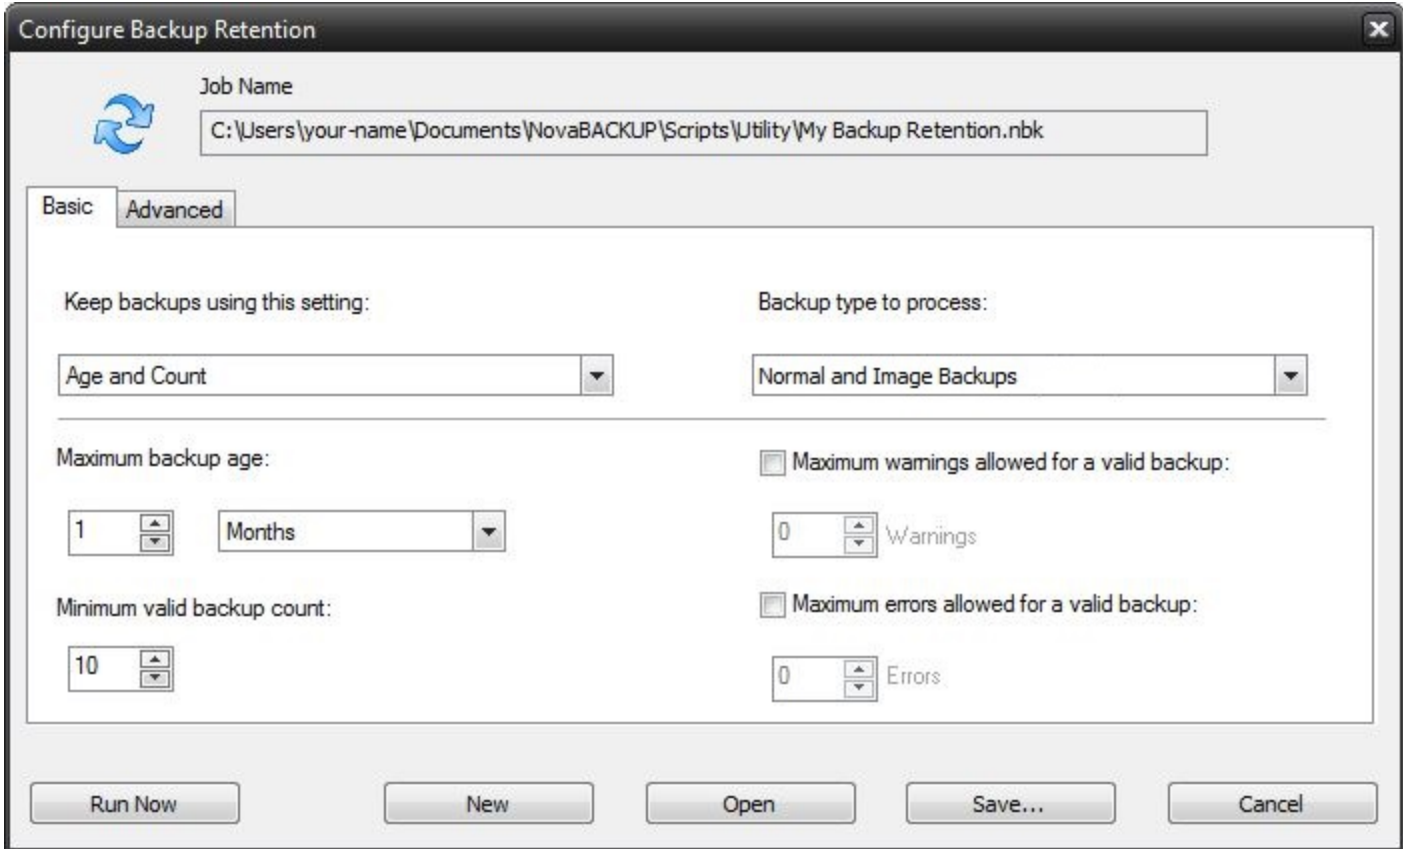 Configure Backup Retention
Job Name
C:\Users\your-name\Documents\NovaBACKUP\Scripts\Utility\My Backup Retention.nbk
Basic
Advanced
Keep backups using this setting:
Backup type to process:
Age and Count
Normal and Image Backups
Maximum backup age:
Maximum warnings allowed for a valid backup:
1
Months
0
Warnings
Minimum valid backup count:
Maximum errors allowed for a valid backup:
10
0
Errors
Run Now
New
Open
Save...
Cancel